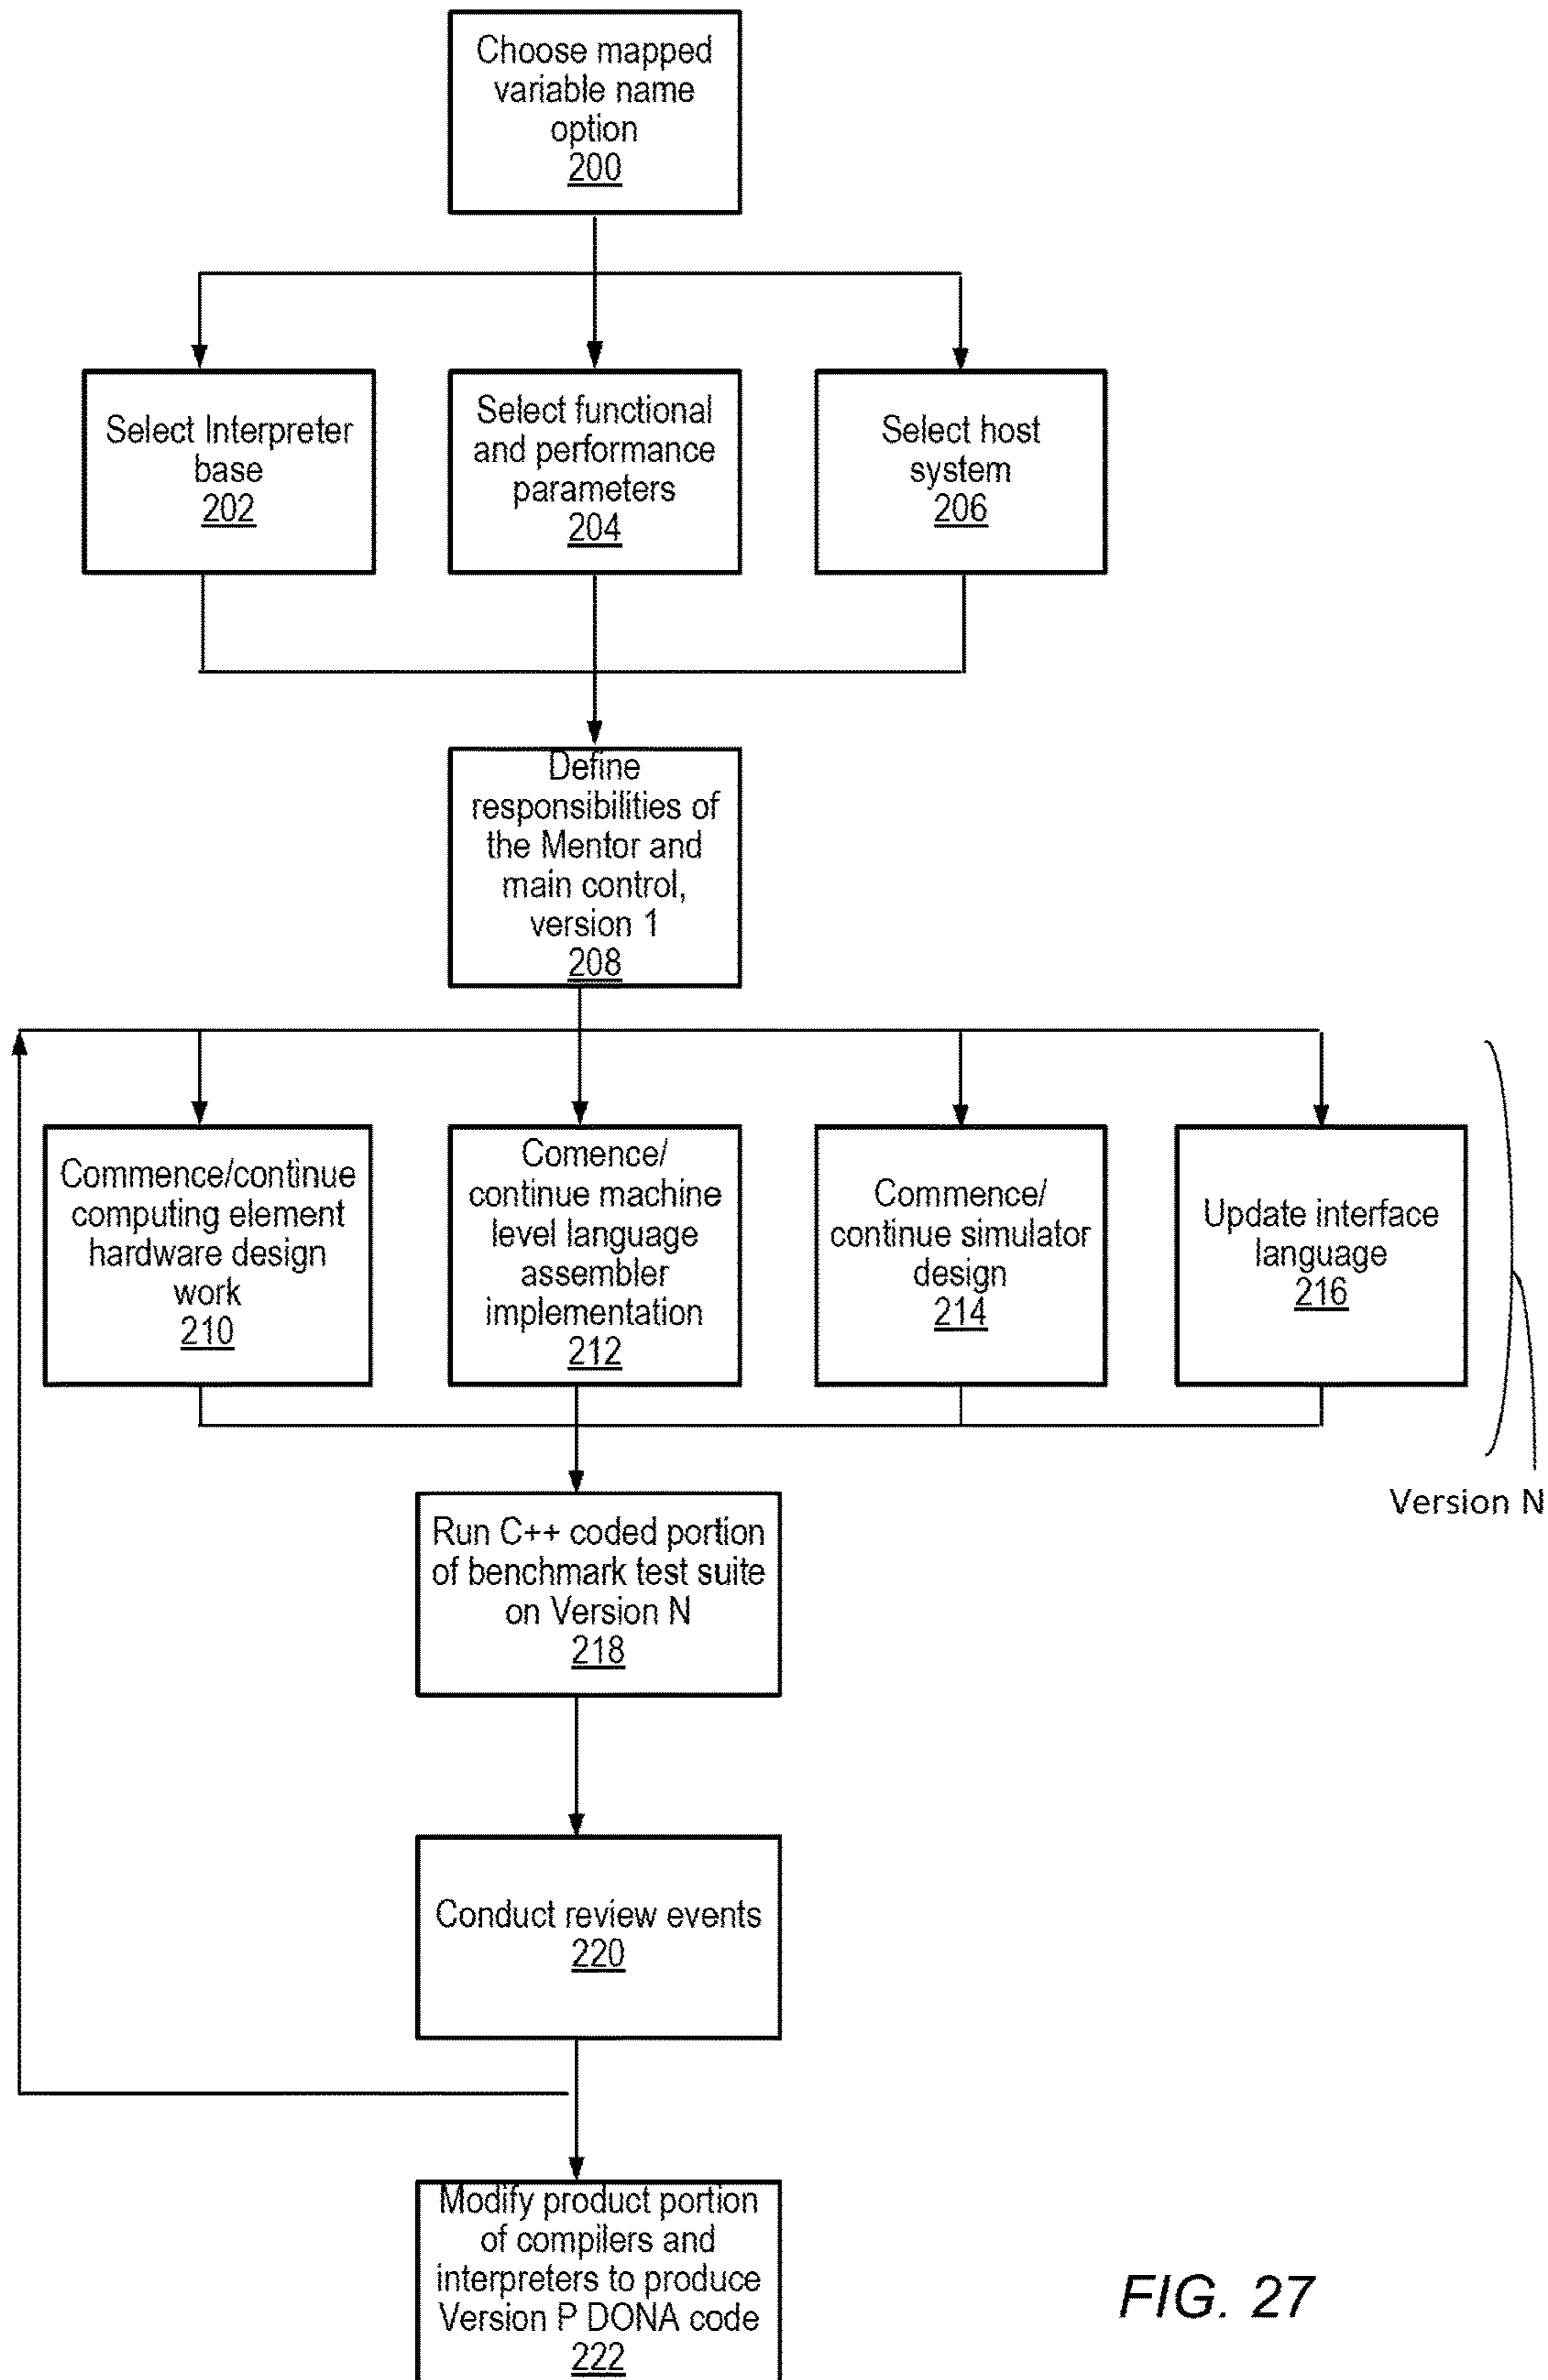 Choose mapped
variable name
option
200
Select Interpreter
base
202
Select functional
and performance
parameters
204
Select host
system
206
Define
responsibilities of
the Mentor and
main control,
version 1
208
Commence/continue
computing element
hardware design
work
210
Comence/
continue machine
level language
assembler
implementation
212
Commence/
continue simulator
design
214
Update interface
language
216
Version N
Run C++ coded portion
of benchmark test suite
on Version N
218
Conduct review events
220
Modify product portion
of compilers and
interpreters to produce
Version P DONA code
222
FIG. 27